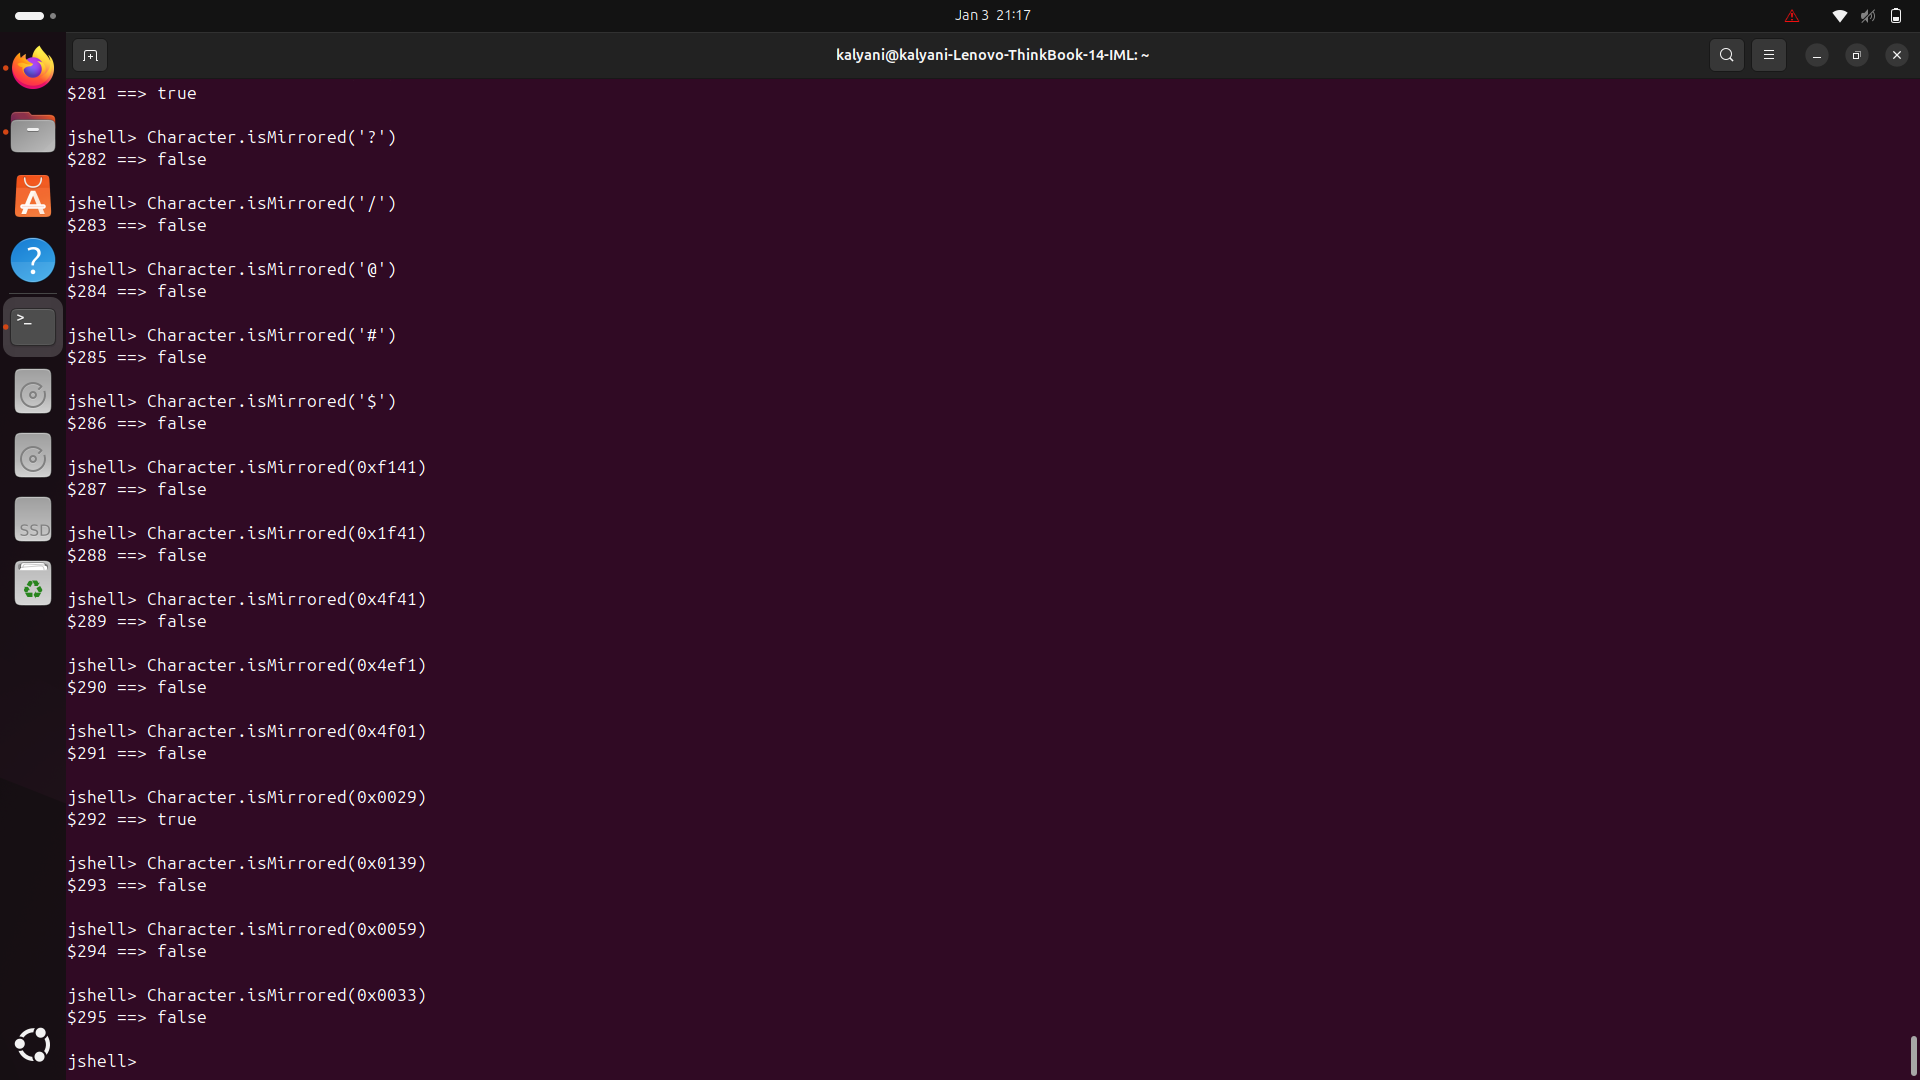 Jan 3 21:17
kalyani@kalyani-Lenovo-ThinkBook-14-IML: ~
$281 ==> true
jshell> Character.isMirrored('?')
$282 ==> false
jshell> Character.isMirrored('/')
$283 ==> false
jshell> Character.isMirrored('@')
$284 ==> false
jshell> Character.isMirrored('#')
$285 ==> false
jshell> Character.isMirrored('$')
$286 ==> false
jshell> Character.isMirrored(0xf141)
$287 ==> false
jshell> Character.isMirrored(0x1f41)
$288 ==> false
jshell> Character.isMirrored(0x4f41)
$289 ==> false
jshell> Character.isMirrored(0x4ef1)
$290 ==> false
jshell> Character.isMirrored(0x4f01)
$291 ==> false
jshell> Character.isMirrored(0x0029)
$292 ==> true
jshell> Character.isMirrored(0x0139)
$293 ==> false
jshell> Character.isMirrored(0x0059)
$294 ==> false
jshell> Character.isMirrored(0x0033)
$295 ==> false
jshell>
SSD